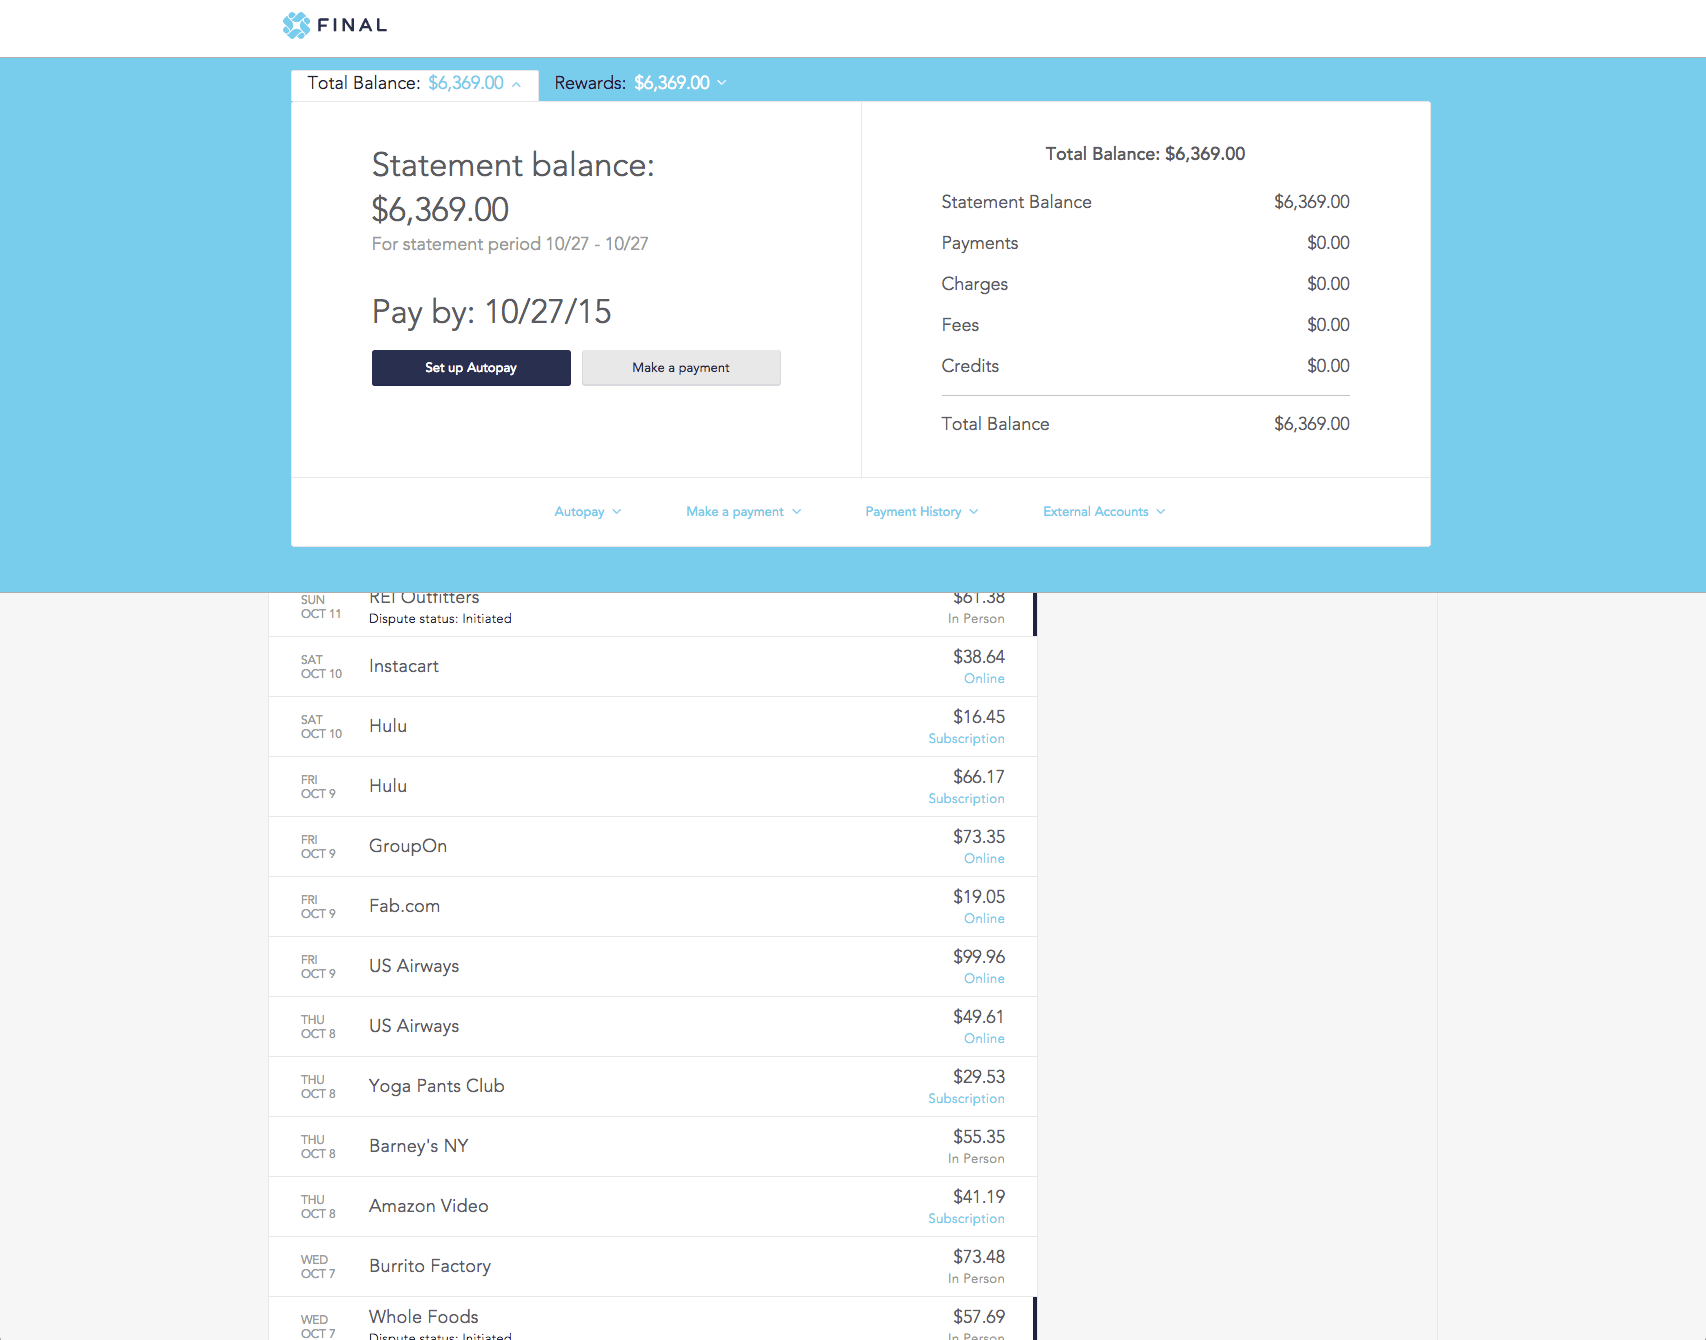 FINAL
Total Balance: $6,369.00 Rewards: $6,369.00
Statement balance:
$6,369.00
For statement period 10/27 - 10/27
Pay by: 10/27/15
Set up Autopay Make a payment
Total Balance: $6,369.00
Statement Balance $6,369.00
Payments $0.00
Charges $0.00
Fees $0.00
Credits $0.00
Total Balance $6,369.00
Autopay Make a payment Payment History External Accounts
SUN
OCT 11
REI Outfitters
Dispute status: Initiated
$61.38
In Person
SAT
OCT 10
Instacart
$38.64
Online
SAT
OCT 10
Hulu
$16.45
Subscription
FRI
OCT 9
Hulu
$66.17
Subscription
FRI
OCT 9
GroupOn
$73.35
Online
FRI
OCT 9
Fab.com
$19.05
Online
FRI
OCT 9
US Airways
$99.96
Online
THU
OCT 8
US Airways
$49.61
Online
THU
OCT 8
Yoga Pants Club
$29.53
Subscription
THU
OCT 8
Barney's NY
$55.35
In Person
THU
OCT 8
Amazon Video
$41.19
Subscription
WED
OCT 7
Burrito Factory
$73.48
In Person
WED
OCT 7
Whole Foods
Dispute status: Initiated
$57.69
In Person